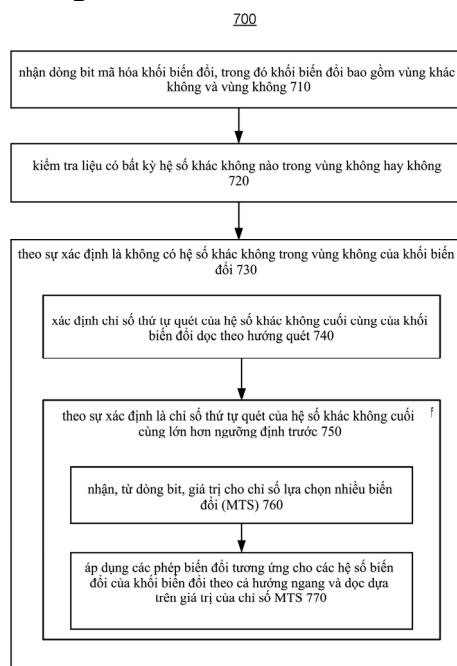 700
nhận dòng bit mã hóa khối biến đổi, trong đó khối biến đổi bao gồm vùng khác
không và vùng không 710
kiểm tra liệu có bất kỳ hệ số khác không nào trong vùng không hay không
720
theo sự xác định là không có hệ số khác không trong vùng không của khối biến
đổi 730
xác định chỉ số thứ tự quét của hệ số khác không cuối cùng của khối
biến đổi dọc theo hướng quét 740
theo sự xác định là chỉ số thứ tự quét của hệ số khác không cuối
cùng lớn hơn ngưỡng định trước 750
nhận, từ dòng bit, giá trị cho chỉ số lựa chọn nhiều biến
đổi (MTS) 760
áp dụng các phép biến đổi tương ứng cho các hệ số biến
đổi của khối biến đổi theo cả hướng ngang và dọc dựa
trên giá trị của chỉ số MTS 770